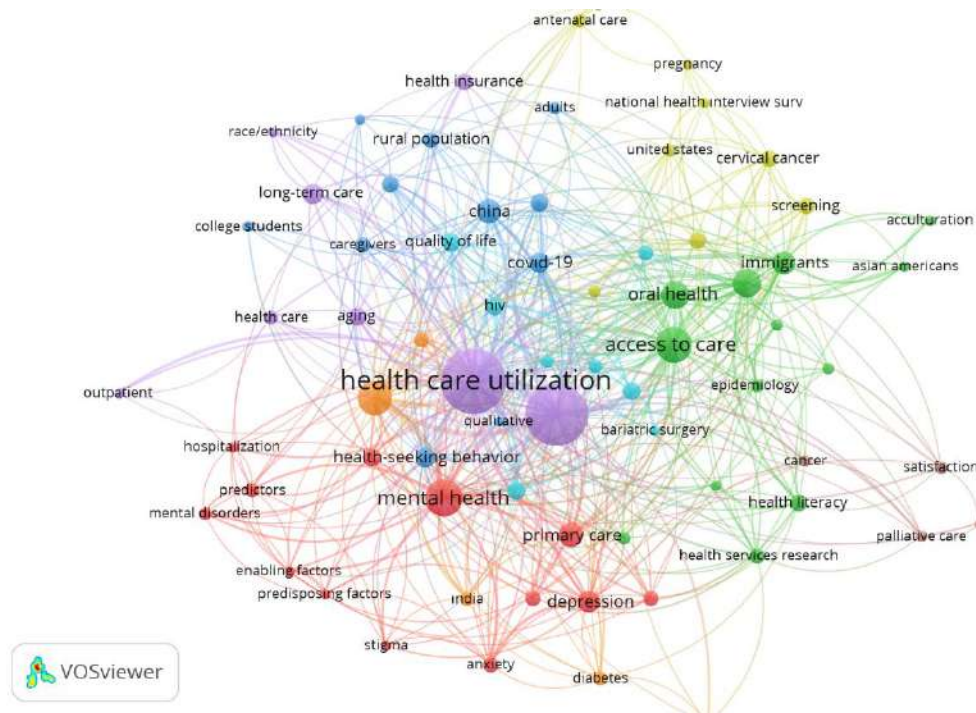 antenatal care
pregnancy
health insurance
national health interview surv
adults
race/ethnicity
rural population
united states
cervical cancer
long-term care
screening
china
acculturation
college students
caregivers
quality of life
covid-19
immigrants
asian americans
oral health
hiv
health care
aging
access to care
health care utilization
epidemiology
outpatient
qualitative
bariatric surgery
hospitalization
health-seeking behavior
cancer
satisfaction
predictors
mental health
health literacy
mental disorders
primary care
palliative care
health services research
enabling factors
predisposing factors
india
depression
stigma
anxiety
diabetes
VOSviewer